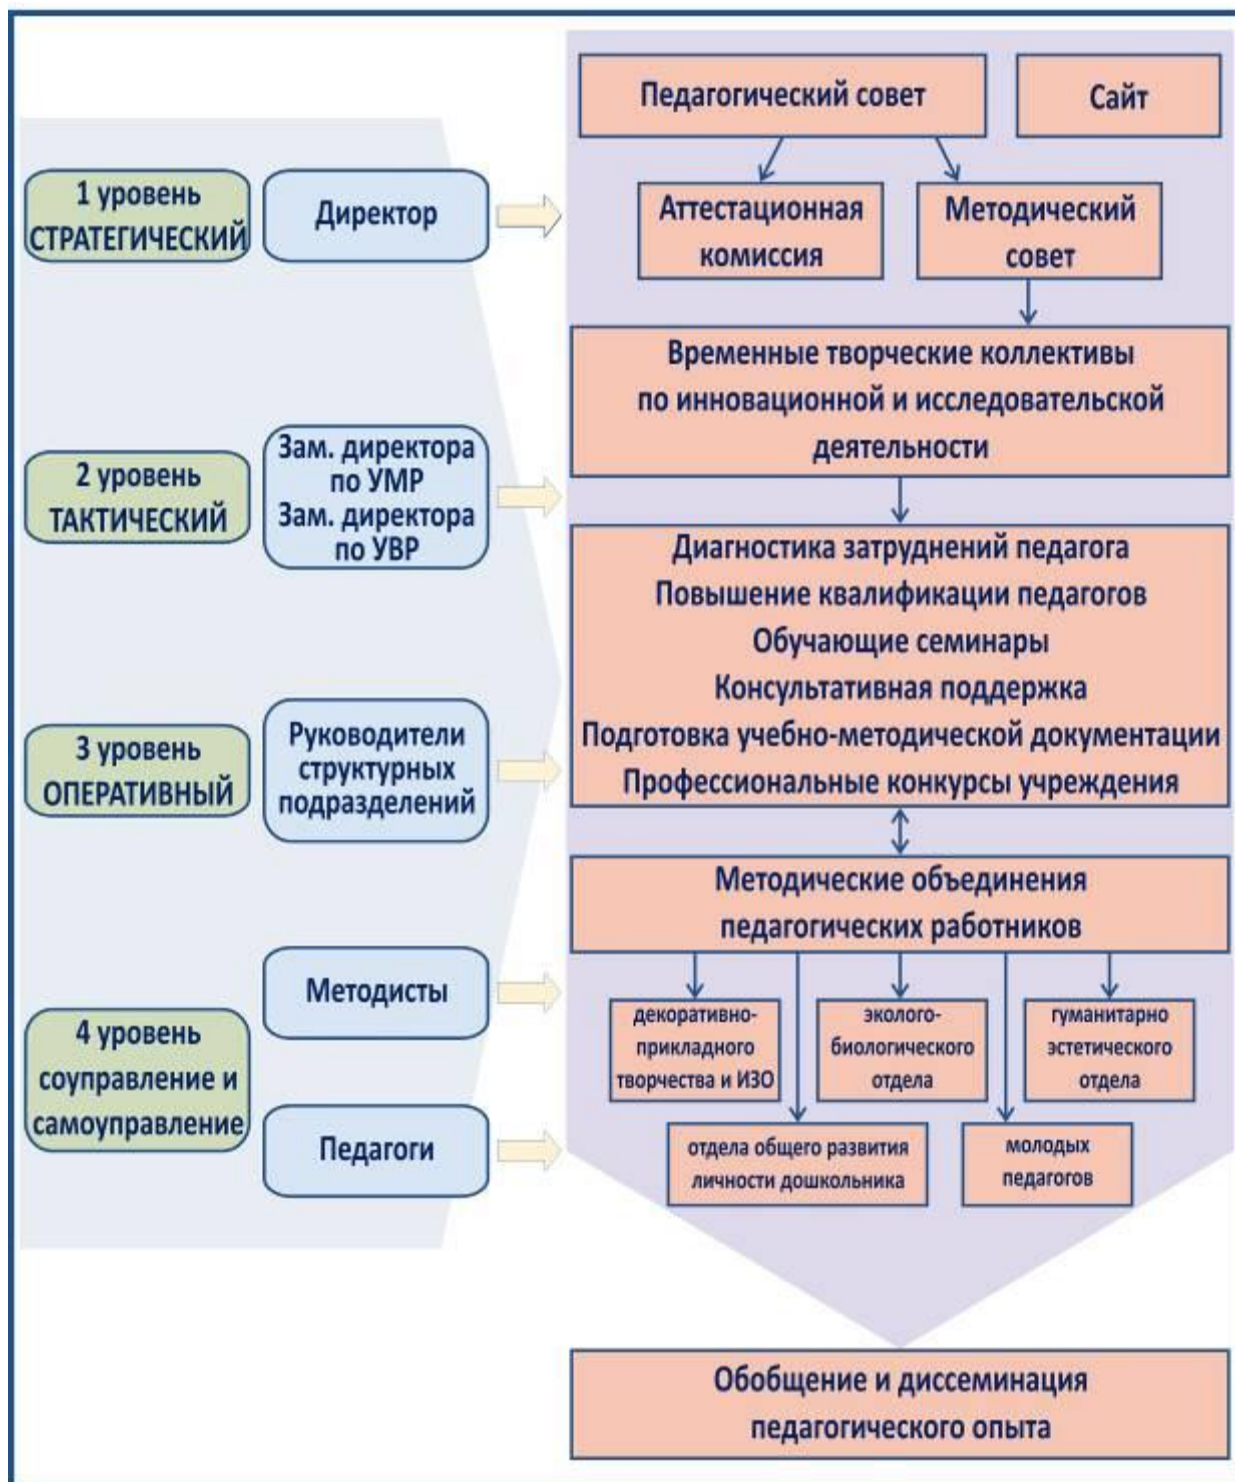 Педагогический совет
Сайт
1 уровень
СТРАТЕГИЧЕСКИЙ
Директор
Аттестационная
комиссия
Методический
совет
Временные творческие коллективы
по инновационной и исследовательской
деятельности
2 уровень
ТАКТИЧЕСКИЙ
Зам. директора
по УМР
Зам. директора
по УВР
Диагностика затруднений педагога
Повышение квалификации педагогов
Обучающие семинары
Консультативная поддержка
Подготовка учебно-методической документации
Профессиональные конкурсы учреждения
3 уровень
ОПЕРАТИВНЫЙ
Руководители
структурных
подразделений
Методические объединения
педагогических работников
4 уровень
соуправление и
самоуправление
Методисты
Педагоги
декоративно-
прикладного
творчества и ИЗО
эколого-
биологического
отдела
гуманитарно
эстетического
отдела
отдела общего развития
личности дошкольника
молодых
педагогов
Обобщение и диссеминация
педагогического опыта